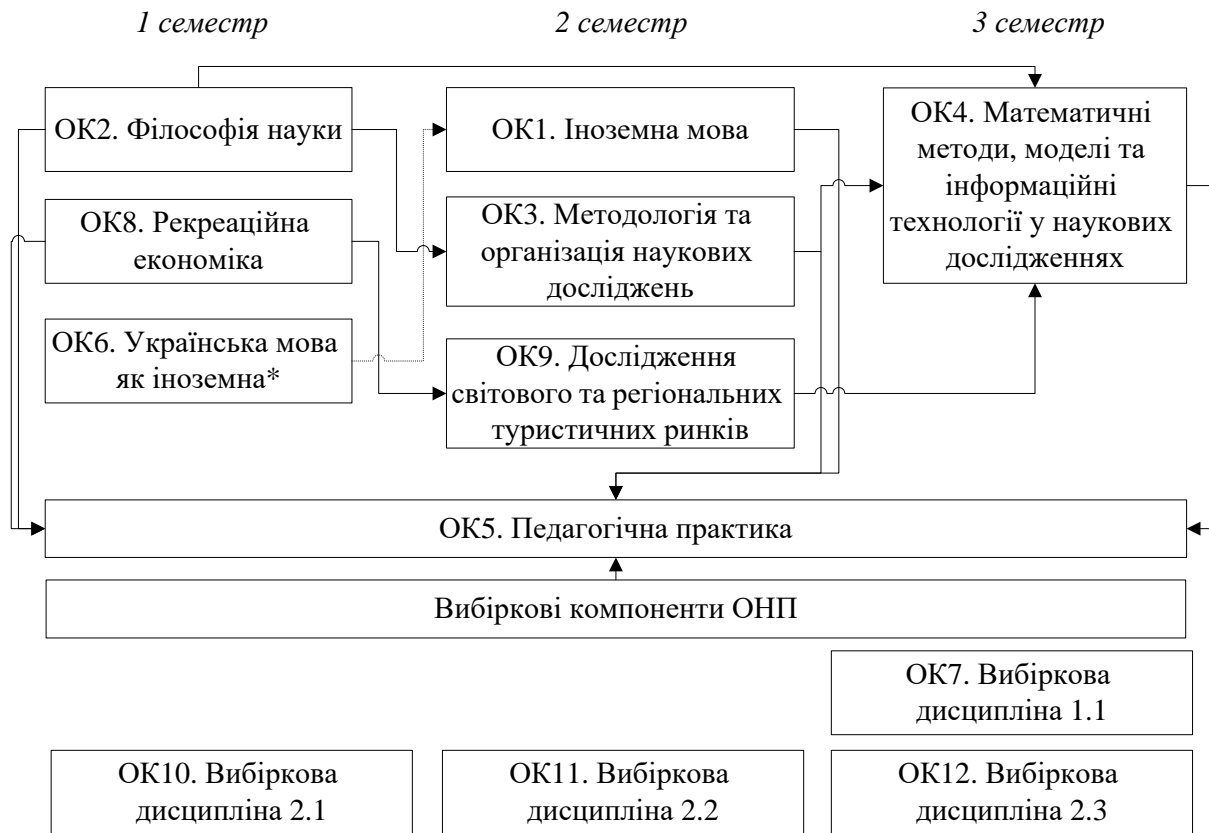 1 семестр
2 семестр
3 семестр
ОК2. Філософія науки
ОК1. Іноземна мова
ОК4. Математичні
методи, моделі та
інформаційні
технології у наукових
дослідженнях
ОК8. Рекреаційна
економіка
ОК3. Методологія та
організація наукових
досліджень
ОК6. Українська мова
як іноземна*
ОК9. Дослідження
світового та регіональних
туристичних ринків
ОК5. Педагогічна практика
Вибіркові компоненти ОНП
ОК7. Вибіркова
дисципліна 1.1
ОК10. Вибіркова
дисципліна 2.1
ОК11. Вибіркова
дисципліна 2.2
ОК12. Вибіркова
дисципліна 2.3